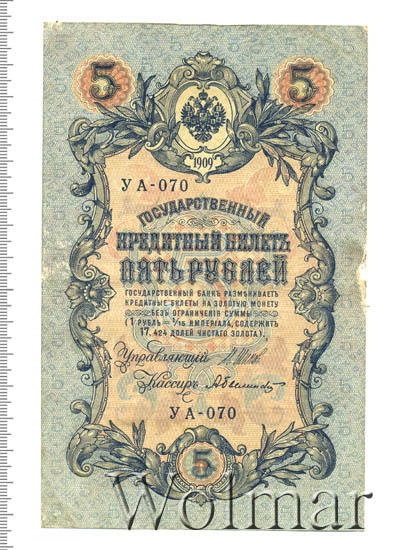 5 5
1909
УА-070
ГОСУДАРСТВЕННЫЙ
КРЕДИТНЫЙ БИЛЕТЪ
ПЯТЬ РУБЛЕЙ
ГОСУДАРСТВЕННЫЙ БАНКЪ РАЗМѢНИВАЕТЪ
КРЕДИТНЫЕ БИЛЕТЫ НА ЗОЛОТУЮ МОНЕТУ
БЕЗЪ ОГРАНИЧЕНІЯ СУММЫ
(1 РУБЛЬ = 1/15 ИМПЕРІАЛА, СОДЕРЖИТЪ
17,424 ДОЛЕЙ ЧИСТАГО ЗОЛОТА).
Управляющій
Кассиръ
УА-070
5
Wolmar